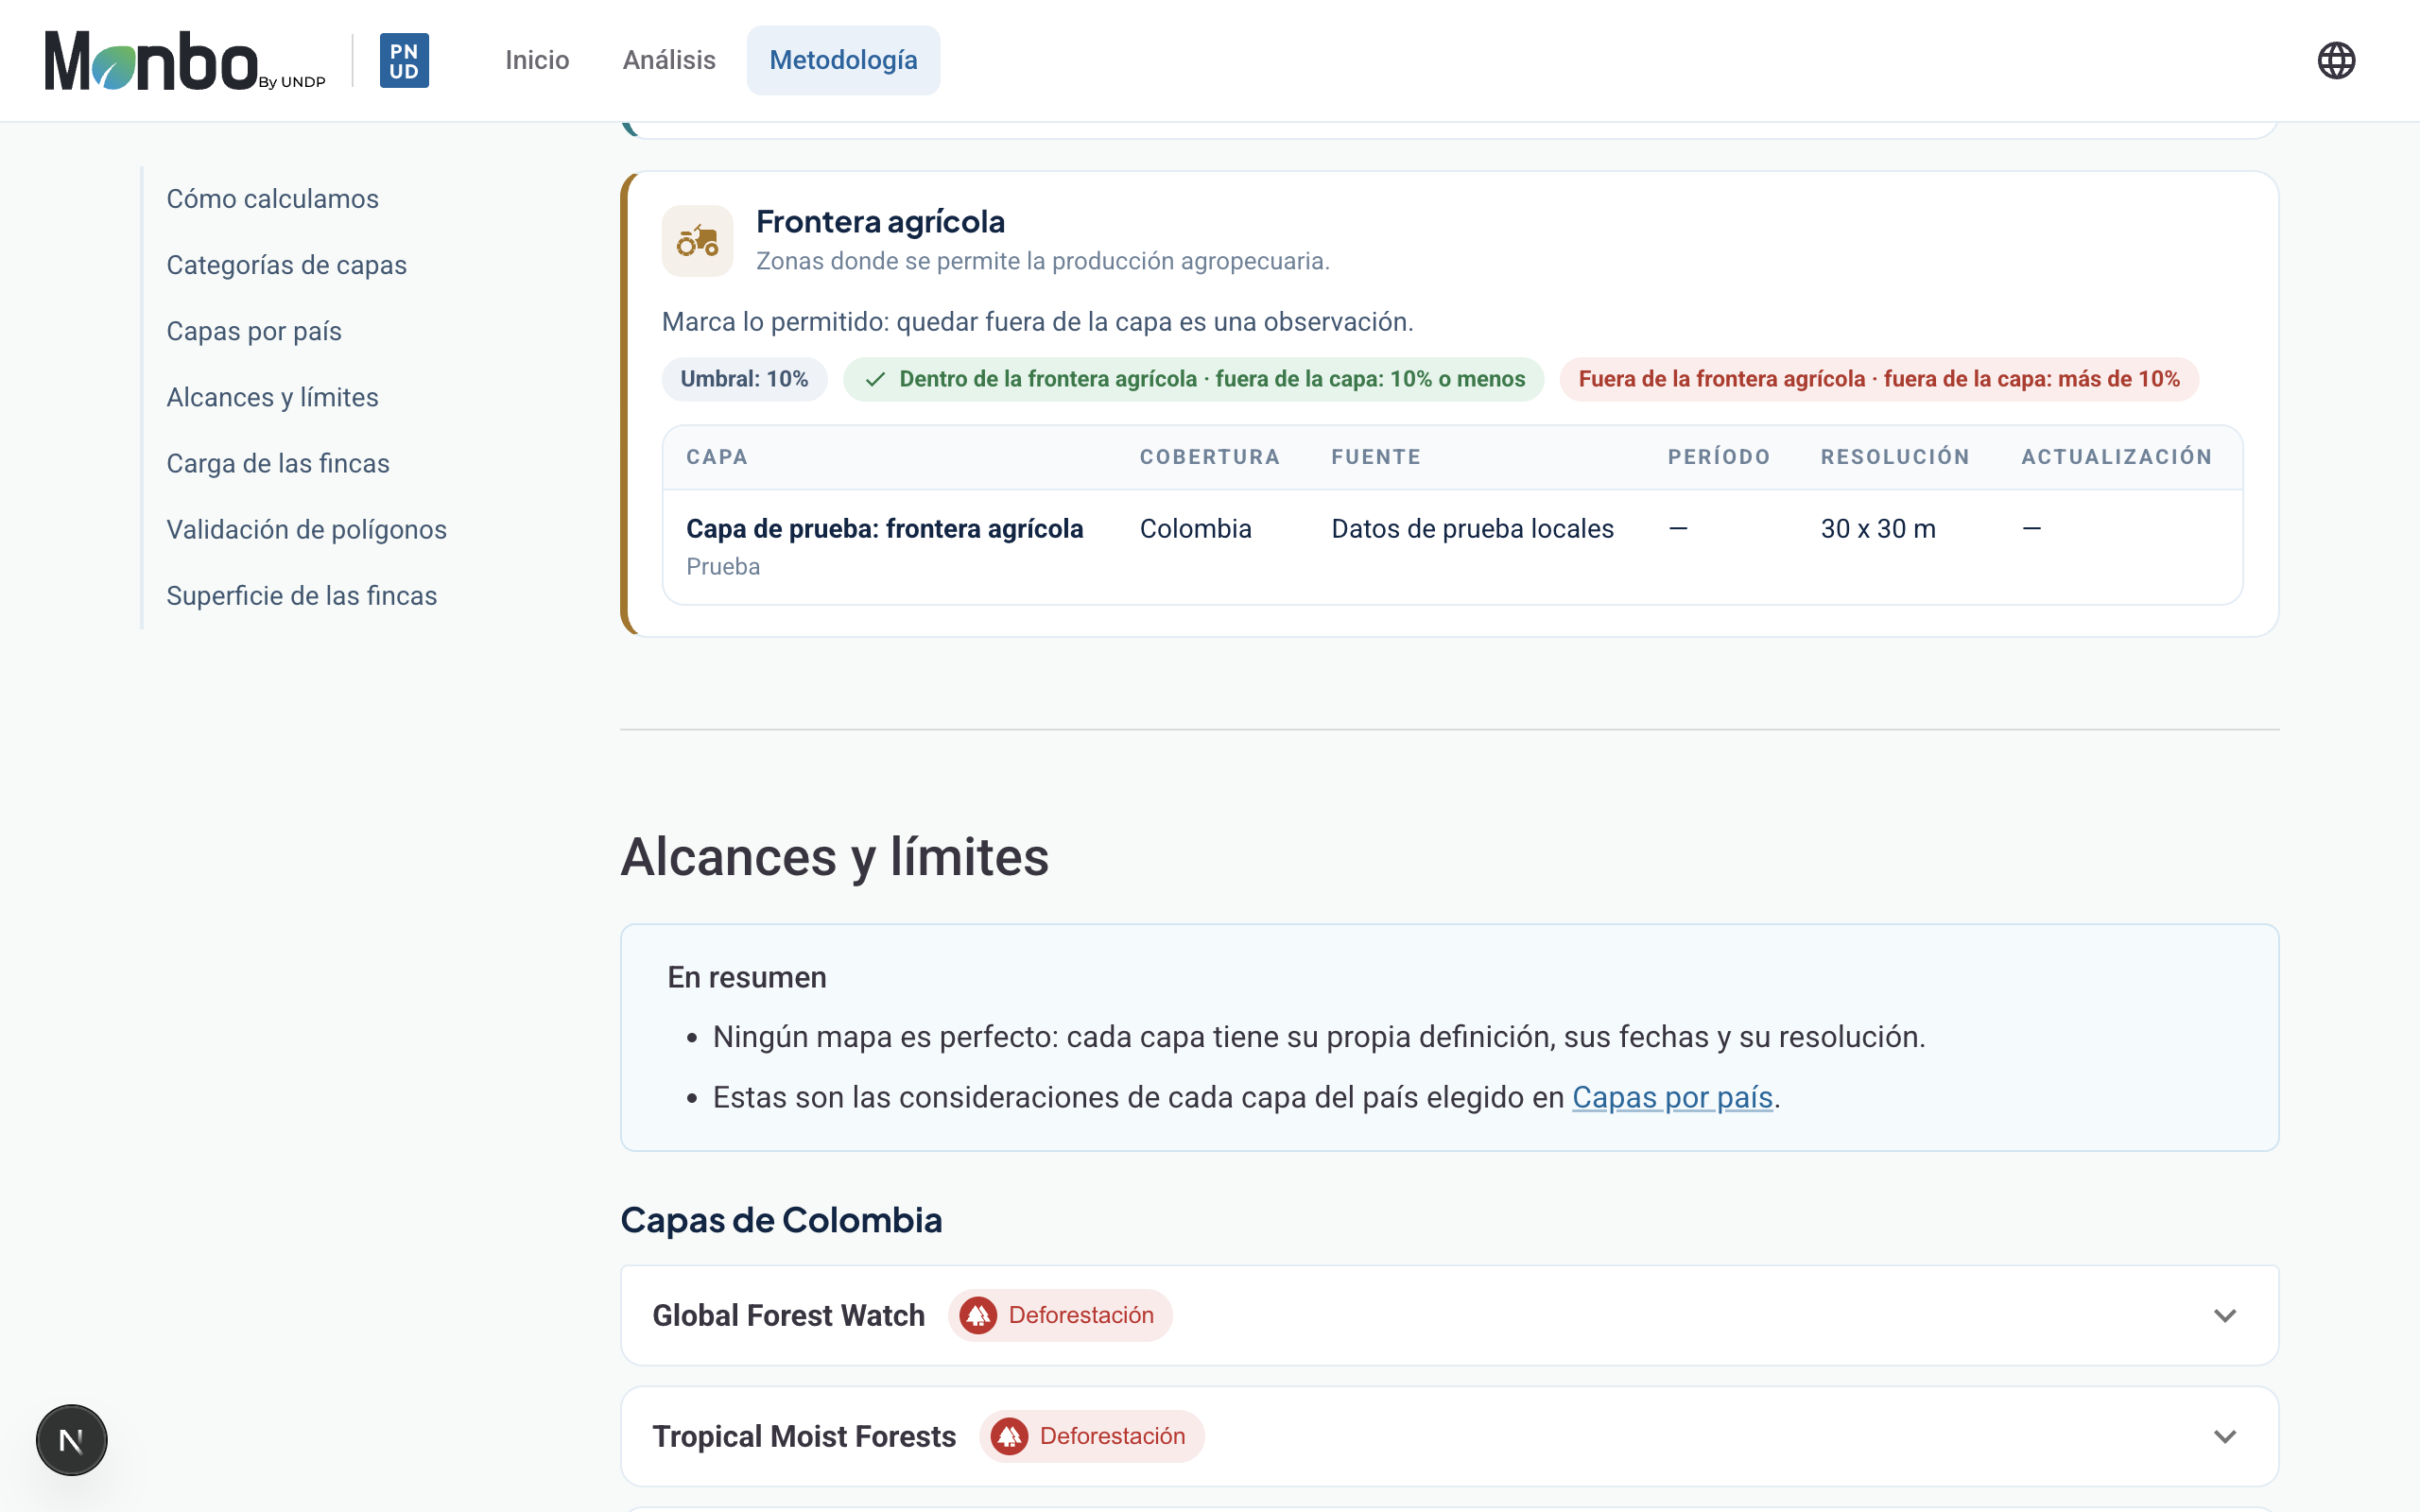 Monbo By UNDP
PN
UD
Inicio
Análisis
Metodología
Cómo calculamos
Categorías de capas
Capas por país
Alcances y límites
Carga de las fincas
Validación de polígonos
Superficie de las fincas
Frontera agrícola
Zonas donde se permite la producción agropecuaria.
Marca lo permitido: quedar fuera de la capa es una observación.
Umbral: 10%
Dentro de la frontera agrícola · fuera de la capa: 10% o menos
Fuera de la frontera agrícola · fuera de la capa: más de 10%
CAPA COBERTURA FUENTE PERÍODO RESOLUCIÓN ACTUALIZACIÓN
Capa de prueba: frontera agrícola Colombia Datos de prueba locales — 30 x 30 m —
Prueba
Alcances y límites
En resumen
• Ningún mapa es perfecto: cada capa tiene su propia definición, sus fechas y su resolución.
• Estas son las consideraciones de cada capa del país elegido en Capas por país.
Capas de Colombia
Global Forest Watch Deforestación
Tropical Moist Forests Deforestación
N